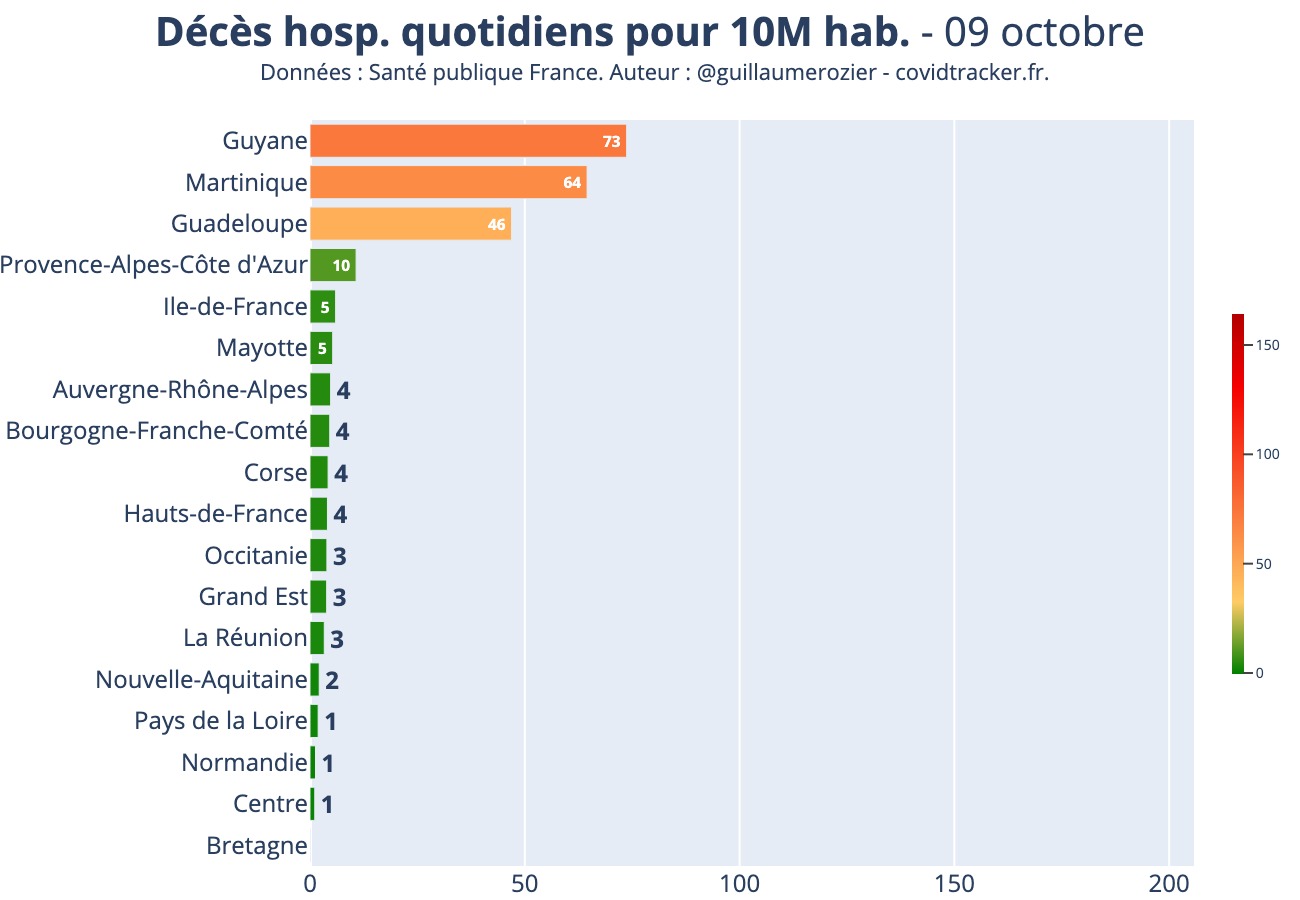 Décès hosp. quotidiens pour 10M hab. - 09 octobre
Données : Santé publique France. Auteur : @guillaumerozier - covidtracker.fr.
Guyane 73
Martinique 64
Guadeloupe 46
Provence-Alpes-Côte d'Azur 10
Ile-de-France 5
Mayotte 5
Auvergne-Rhône-Alpes 4
Bourgogne-Franche-Comté 4
Corse 4
Hauts-de-France 4
Occitanie 3
Grand Est 3
La Réunion 3
Nouvelle-Aquitaine 2
Pays de la Loire 1
Normandie 1
Centre 1
Bretagne
0 50 100 150 200
150
100
50
0